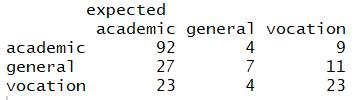 expected
academic general vocation
academic 92 4 9
general 27 7 11
vocation 23 4 23